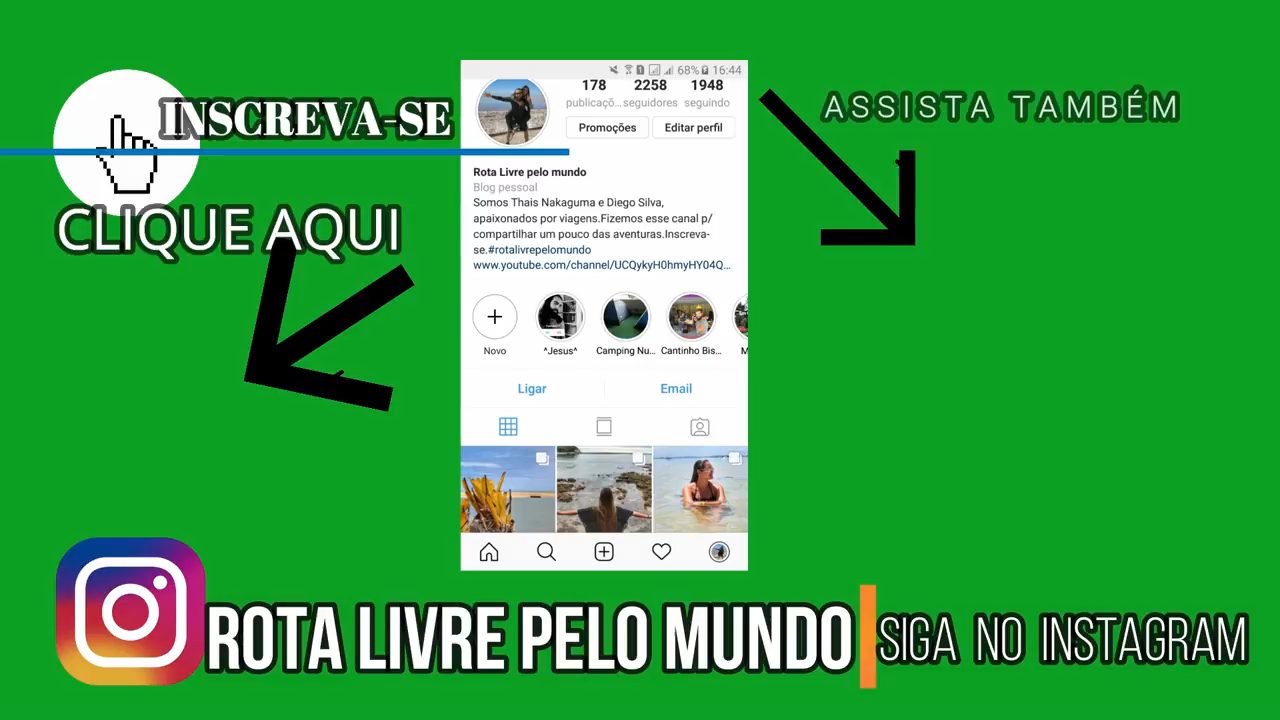 INSCREVA-SE
CLIQUE AQUI
68% 16:44
178 2258 1948
publicaçõ... seguidores seguindo
Promoções Editar perfil
Rota Livre pelo mundo
Blog pessoal
Somos Thais Nakaguma e Diego Silva,
apaixonados por viagens.Fizemos esse canal p/
compartilhar um pouco das aventuras.Inscreva-
se.#rotalivrepelomundo
www.youtube.com/channel/UCQykyH0hmyHY04Q...
Novo ^Jesus^ Camping Nu... Cantinho Bis... M
Ligar Email
ASSISTA TAMBÉM
ROTA LIVRE PELO MUNDO
SIGA NO INSTAGRAM